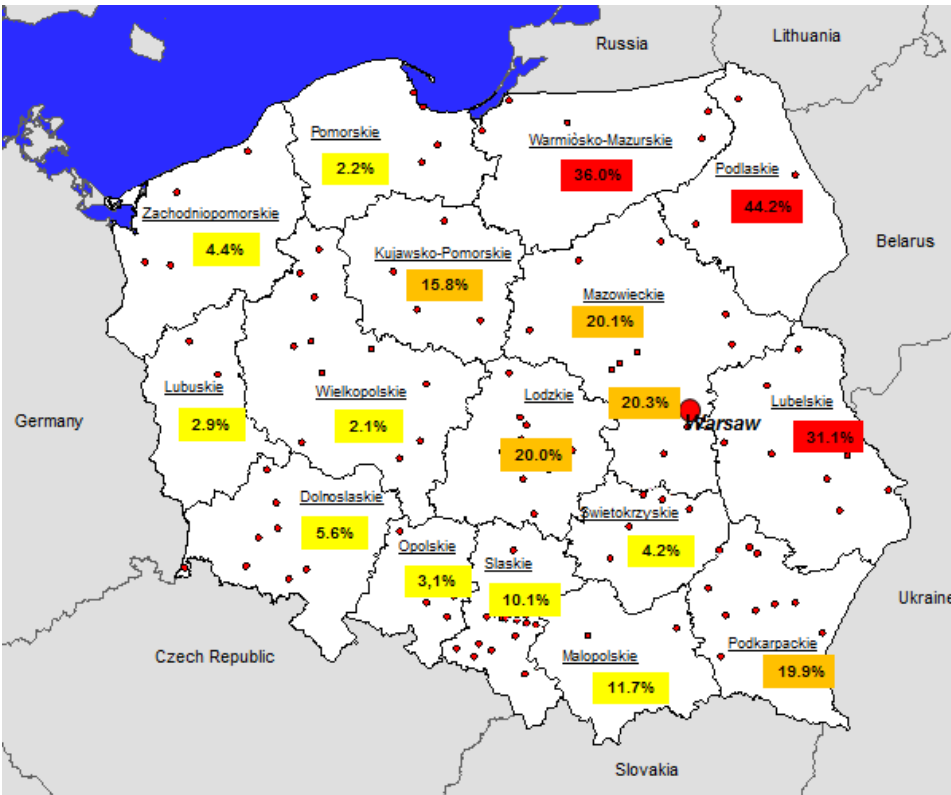 Russia
Lithuania
Pomorskie
2.2%
Warmiòsko-Mazurskie
36.0%
Podlaskie
44.2%
Zachodniopomorskie
4.4%
Kujawsko-Pomorskie
15.8%
Belarus
Mazowieckie
20.1%
Lubuskie
2.9%
Wielkopolskie
2.1%
Lodzkie
20.0%
20.3%
Warsaw
Lubelskie
31.1%
Germany
Dolnoslaskie
5.6%
Opolskie
3,1%
Slaskie
10.1%
Swietokrzyskie
4.2%
Ukraine
Czech Republic
Malopolskie
11.7%
Podkarpackie
19.9%
Slovakia